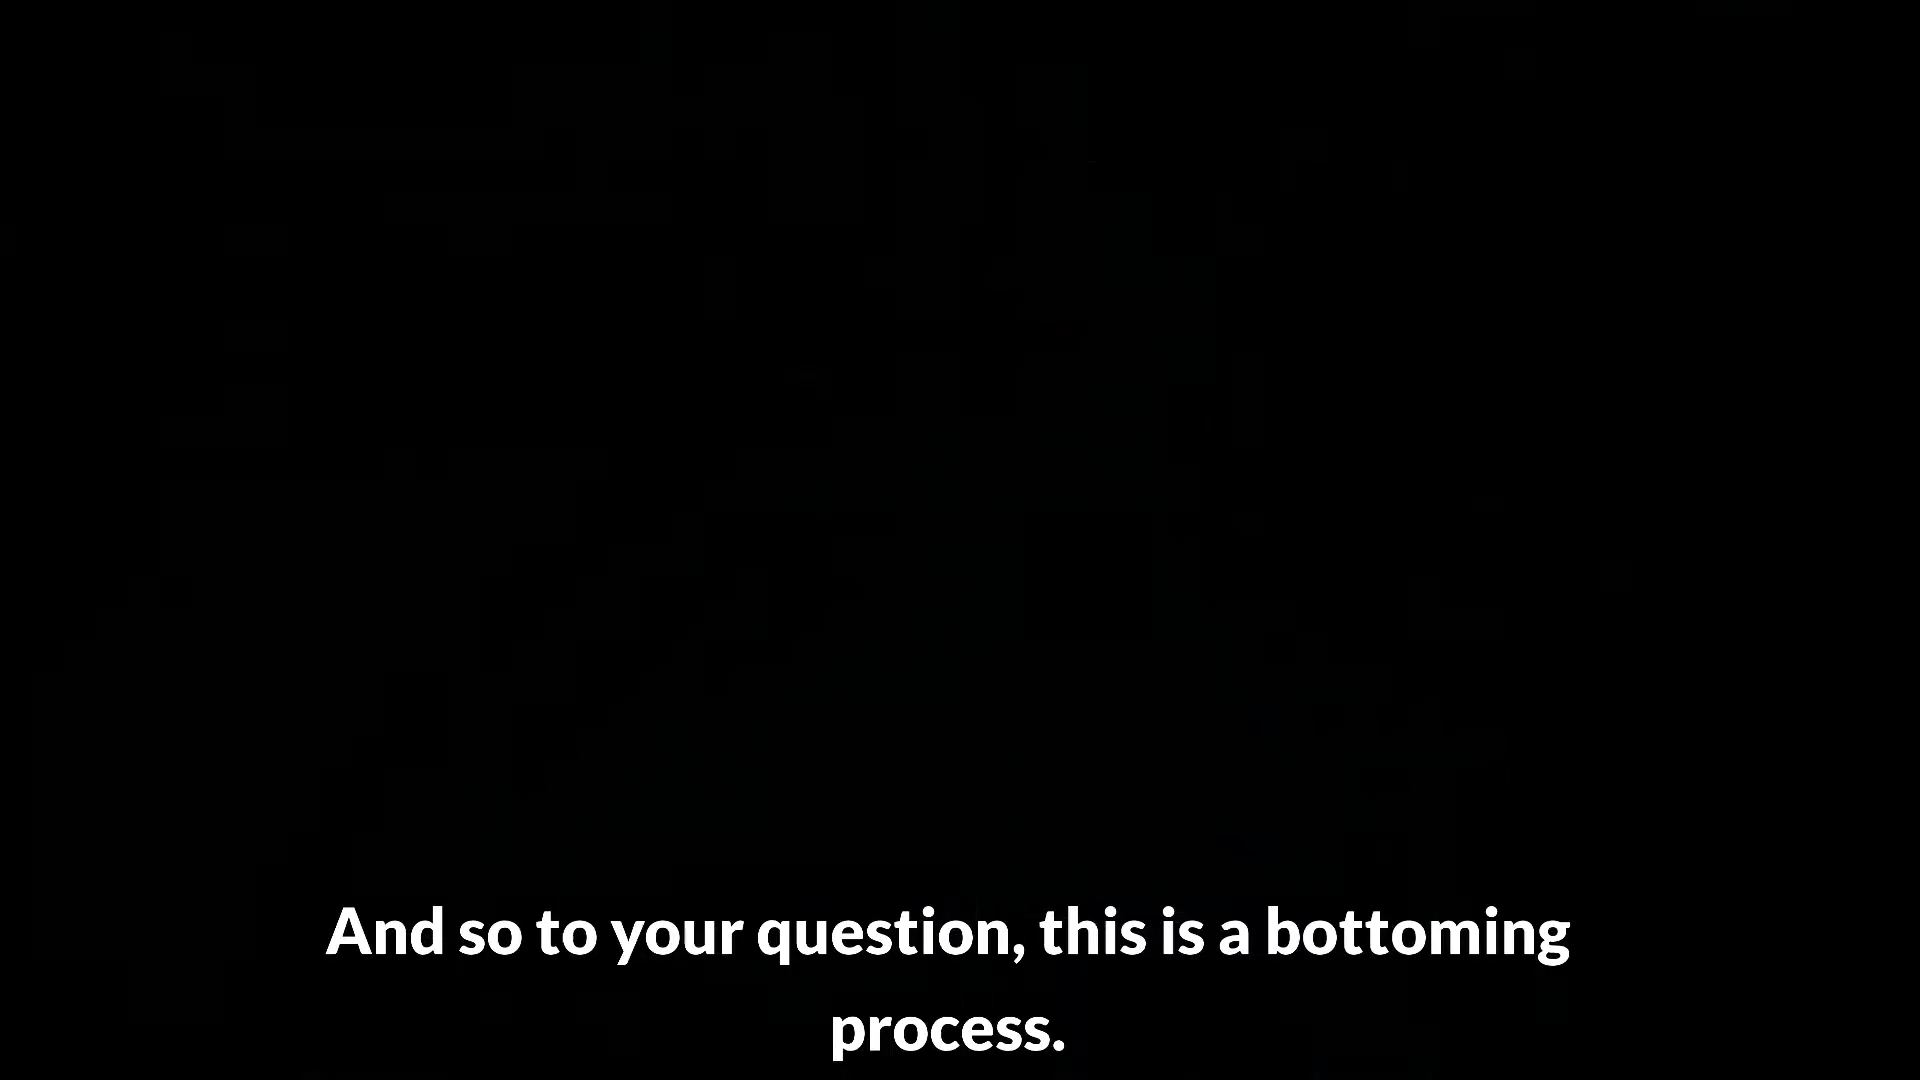 And so to your question, this is a bottoming
process.